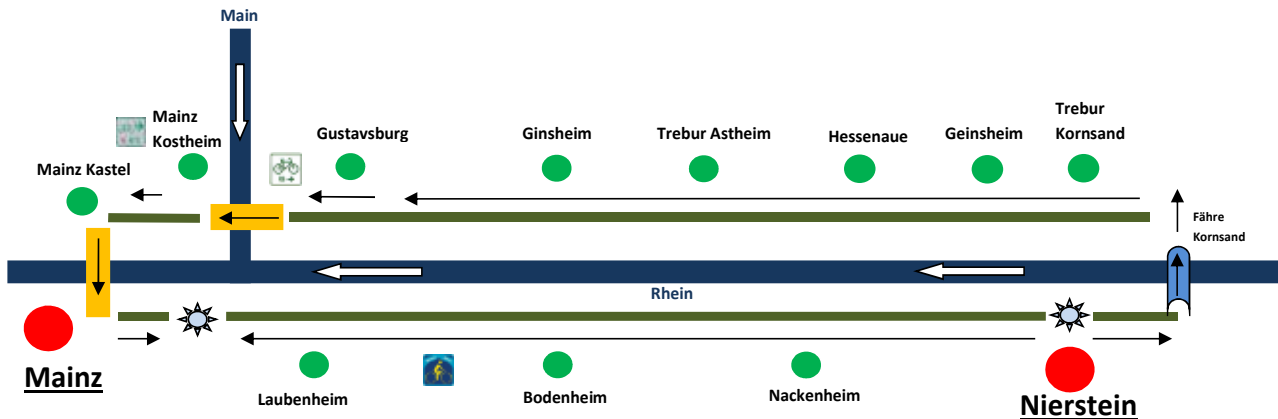 Main
Mainz
Kostheim
Mainz Kastel
Gustavsburg
Ginsheim
Trebur Astheim
Hessenaue
Geinsheim
Trebur
Kornsand
Fähre
Kornsand
Rhein
Mainz
Laubenheim
Bodenheim
Nackenheim
Nierstein